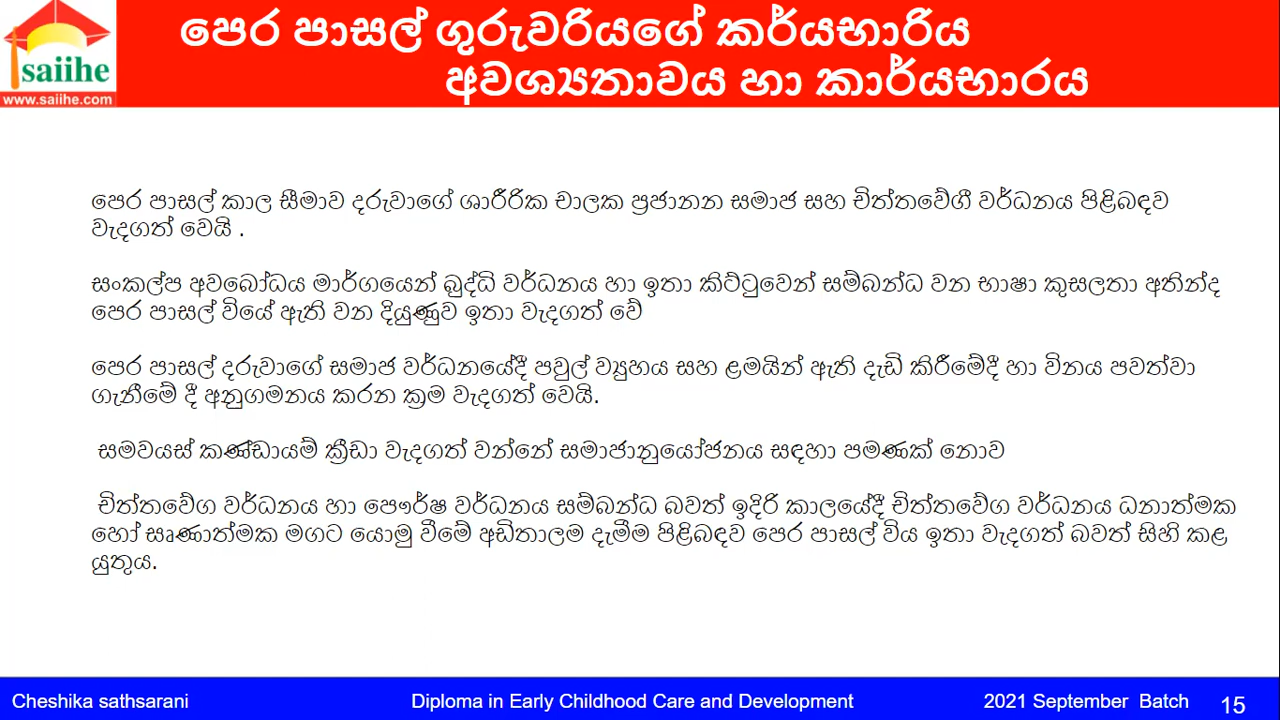 පෙර පාසල් ගුරුවරියගේ කර්යභාරිය
අවශ්‍යතාවය හා කාර්යභාරය
saiihe
www.saiihe.com
පෙර පාසල් කාල සීමාව දරුවාගේ ශාරීරික චාලක ප්‍රජානන සමාජ සහ චිත්තවේගී වර්ධනය පිළිබඳව
වැදගත් වෙයි .
සංකල්ප අවබෝධය මාර්ගයෙන් බුද්ධි වර්ධනය හා ඉතා කිට්ටුවෙන් සම්බන්ධ වන භාෂා කුසලතා අතින්ද
පෙර පාසල් වියේ ඇති වන දියුණුව ඉතා වැදගත් වේ
පෙර පාසල් දරුවාගේ සමාජ වර්ධනයේදී පවුල් ව්‍යුහය සහ ළමයින් ඇති දැඩි කිරීමේදී හා විනය පවත්වා
ගැනීමේ දී අනුගමනය කරන ක්‍රම වැදගත් වෙයි.
සමවයස් කණ්ඩායම් ක්‍රීඩා වැදගත් වන්නේ සමාජානුයෝජනය සඳහා පමණක් නොව
චිත්තවේග වර්ධනය හා පෞර්ෂ වර්ධනය සම්බන්ධ බවත් ඉදිරි කාලයේදී චිත්තවේග වර්ධනය ධනාත්මක
හෝ සෘණාත්මක මගට යොමු වීමේ අඩිතාලම දැමීම පිළිබඳව පෙර පාසල් විය ඉතා වැදගත් බවත් සිහි කළ
යුතුය.
Cheshika sathsarani Diploma in Early Childhood Care and Development 2021 September Batch 15